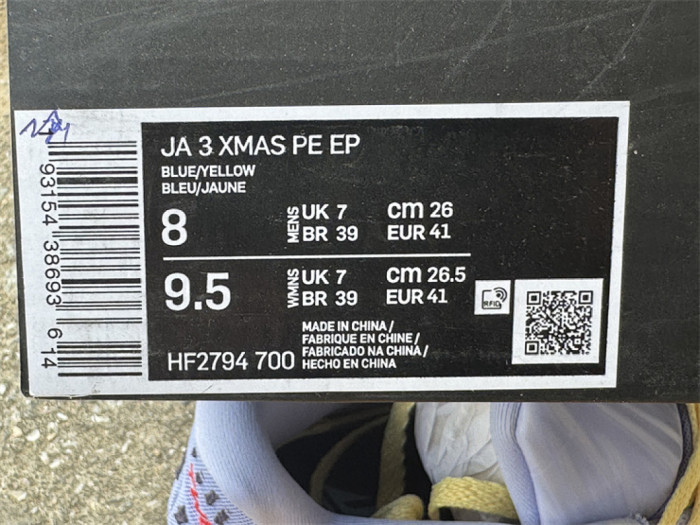 JA 3 XMAS PE EP
BLUE/YELLOW
BLEU/JAUNE
8 MENS UK 7 cm 26
BR 39 EUR 41
9.5 WMNS UK 7 cm 26.5
BR 39 EUR 41
RFID
MADE IN CHINA /
FABRIQUE EN CHINE /
FABRICADO NA CHINA /
HECHO EN CHINA
HF2794 700
93154 38693 6 14